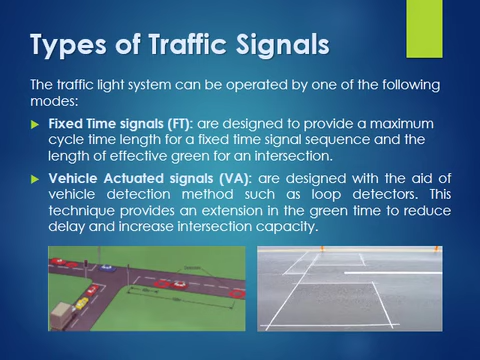 Types of Traffic Signals
The traffic light system can be operated by one of the following
modes:
Fixed Time signals (FT): are designed to provide a maximum
cycle time length for a fixed time signal sequence and the
length of effective green for an intersection.
Vehicle Actuated signals (VA): are designed with the aid of
vehicle detection method such as loop detectors. This
technique provides an extension in the green time to reduce
delay and increase intersection capacity.